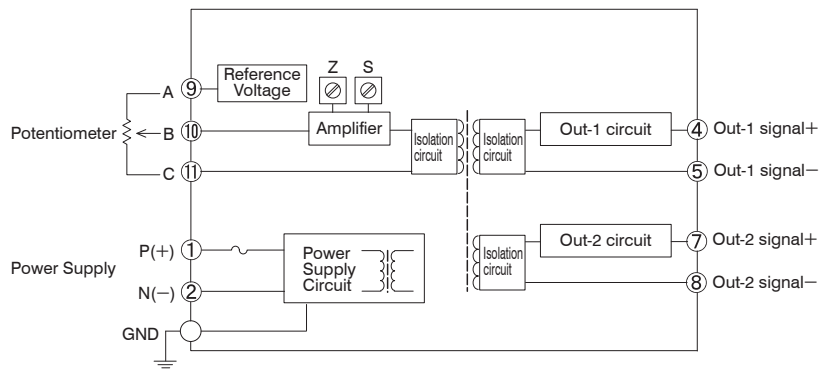 Z S
A ⑨ Reference
Voltage
Potentiometer B ⑩ Amplifier Isolation
circuit Isolation
circuit Out-1 circuit ④ Out-1 signal+
C ⑪ ⑤ Out-1 signal−
Power Supply
P(+) ① Power
Supply
Circuit
N(−) ②
GND
Isolation
circuit Out-2 circuit ⑦ Out-2 signal+
⑧ Out-2 signal−